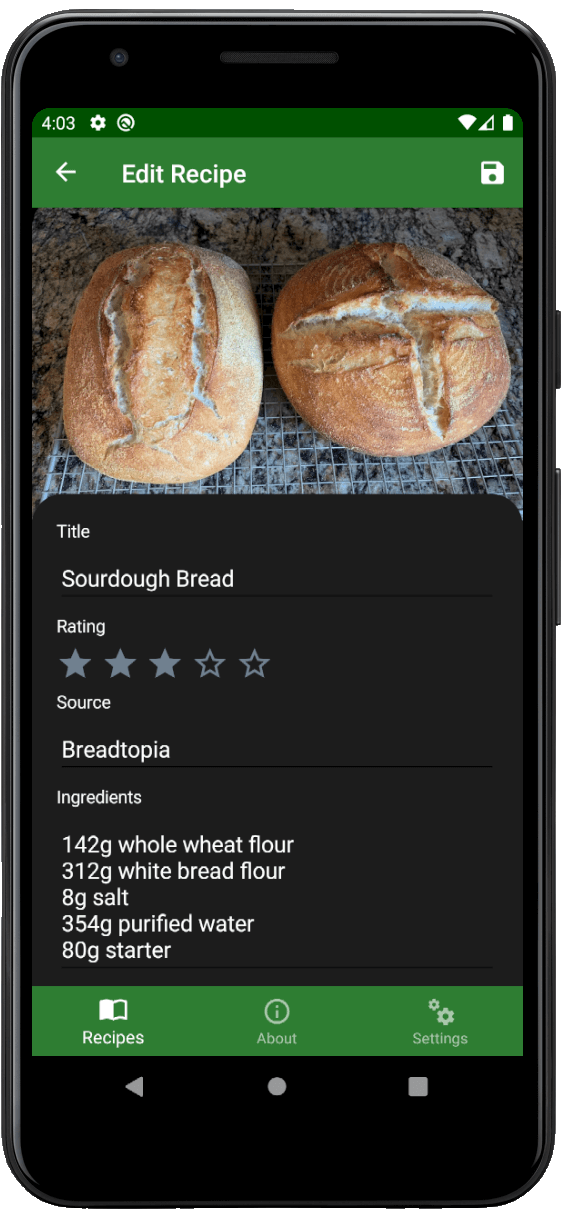 4:03
Edit Recipe
Title
Sourdough Bread
Rating
Source
Breadtopia
Ingredients
142g whole wheat flour
312g white bread flour
8g salt
354g purified water
80g starter
Recipes
About
Settings